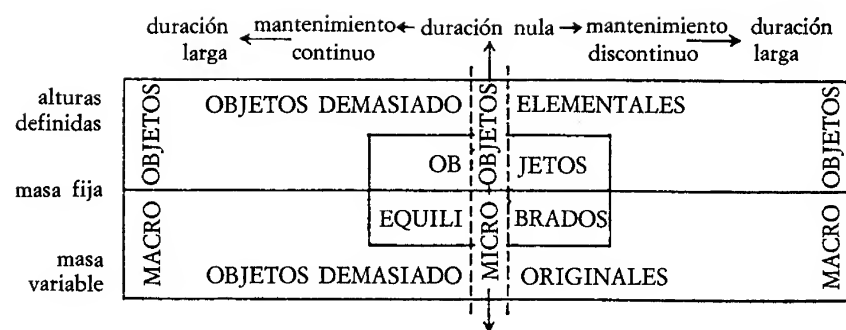 duración larga ← mantenimiento continuo ← duración nula → mantenimiento discontinuo → duración larga
alturas definidas
OBJETOS DEMASIADO ELEMENTALES
OB JETOS
masa fija
EQUILI BRADOS
masa variable
OBJETOS DEMASIADO ORIGINALES
MACRO OBJETOS
MICRO-OBJETOS
MACRO OBJETOS